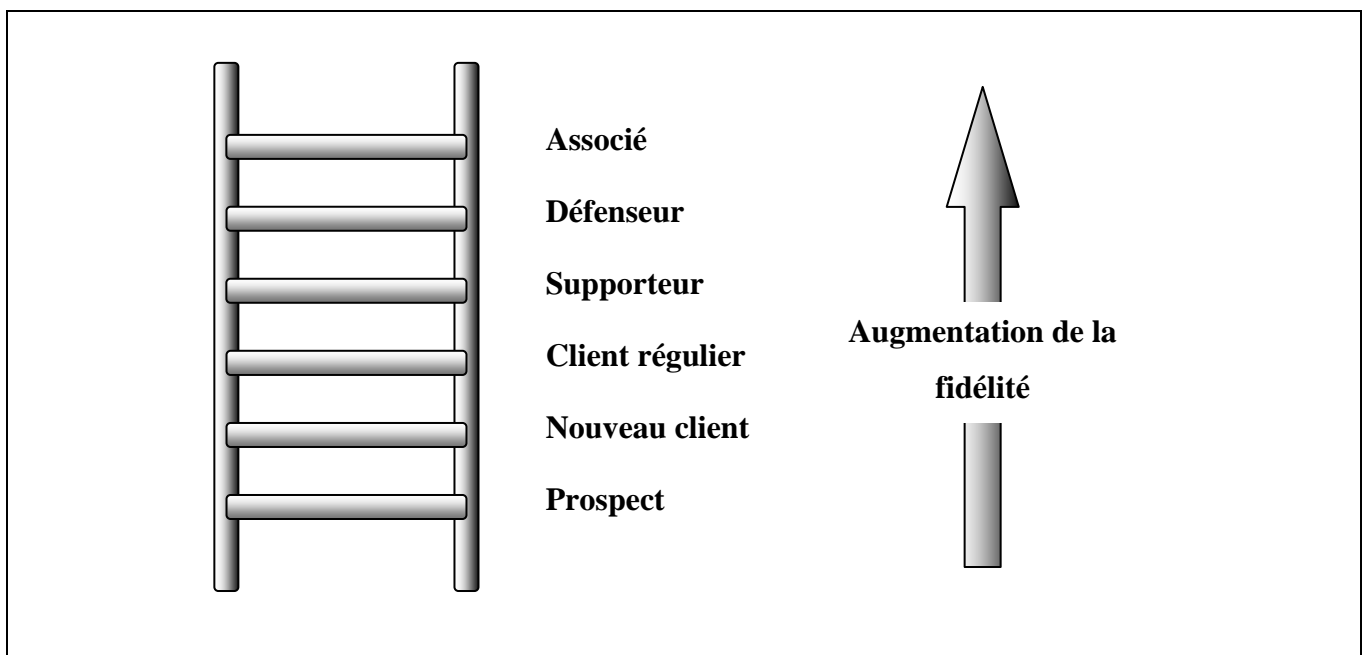 Associé
Défenseur
Supporteur
Client régulier
Nouveau client
Prospect
Augmentation de la
fidélité